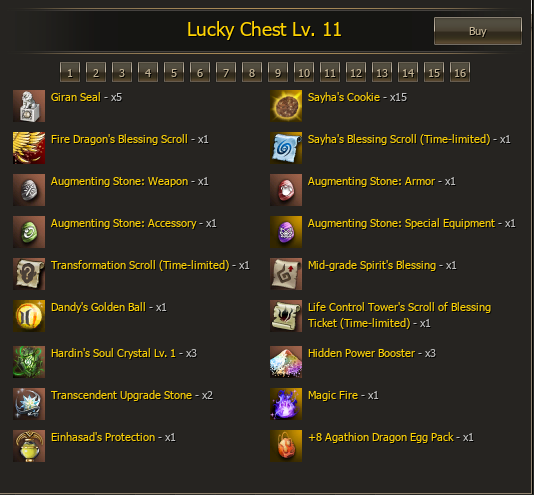 Lucky Chest Lv. 11
Buy
1 2 3 4 5 6 7 8 9 10 11 12 13 14 15 16
Giran Seal - x5
Sayha's Cookie - x15
Fire Dragon's Blessing Scroll - x1
Sayha's Blessing Scroll (Time-limited) - x1
Augmenting Stone: Weapon - x1
Augmenting Stone: Armor - x1
Augmenting Stone: Accessory - x1
Augmenting Stone: Special Equipment - x1
Transformation Scroll (Time-limited) - x1
Mid-grade Spirit's Blessing - x1
Dandy's Golden Ball - x1
Life Control Tower's Scroll of Blessing
Ticket (Time-limited) - x1
Hardin's Soul Crystal Lv. 1 - x3
Hidden Power Booster - x3
Transcendent Upgrade Stone - x2
Magic Fire - x1
Einhasad's Protection - x1
+8 Agathion Dragon Egg Pack - x1